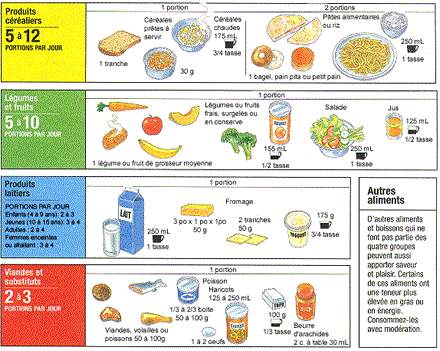 Produits
céréaliers
5 à 12
PORTIONS PAR JOUR
1 portion
2 portions
1 tranche
Céréales
prêtes à
servir
30 g
Céréales
chaudes
175 mL
3/4 tasse
1 bagel, pain pita ou petit pain
Pâtes alimentaires
ou riz
250 mL
1 tasse
Légumes
et fruits
5 à 10
PORTIONS PAR JOUR
1 portion
1 légume ou fruit de grosseur moyenne
Légumes ou fruits
frais, surgelés ou
en conserve
155 mL
1/2 tasse
Salade
250 mL
1 tasse
Jus
125 mL
1/2 tasse
Produits
laitiers
PORTIONS PAR JOUR
Enfants (4 à 9 ans): 2 à 3
Jeunes (10 à 16 ans): 3 à 4
Adultes : 2 à 4
Femmes enceintes
ou allaitant : 3 à 4
1 portion
LAIT
250 mL
1 tasse
Fromage
3 po x 1 po x 1po
50 g
2 tranches
50 g
YOGOURT
175 g
3/4 tasse
Viandes et
substituts
2 à 3
PORTIONS PAR JOUR
1 portion
Viandes, volailles ou
poissons 50 à 100g
Poisson
1/3 à 2/3 boîte
50 à 100g
1 à 2 oeufs
Haricots
125 à 250 mL
100 g
1/3 tasse
Beurre
d'arachides
2 c. à table 30 mL
Autres
aliments
D'autres aliments
et boissons qui ne
font pas partie des
quatre groupes
peuvent aussi
apporter saveur
et plaisir. Certains
de ces aliments ont
une teneur plus
élevée en gras ou
en énergie.
Consommez-les
avec modération.